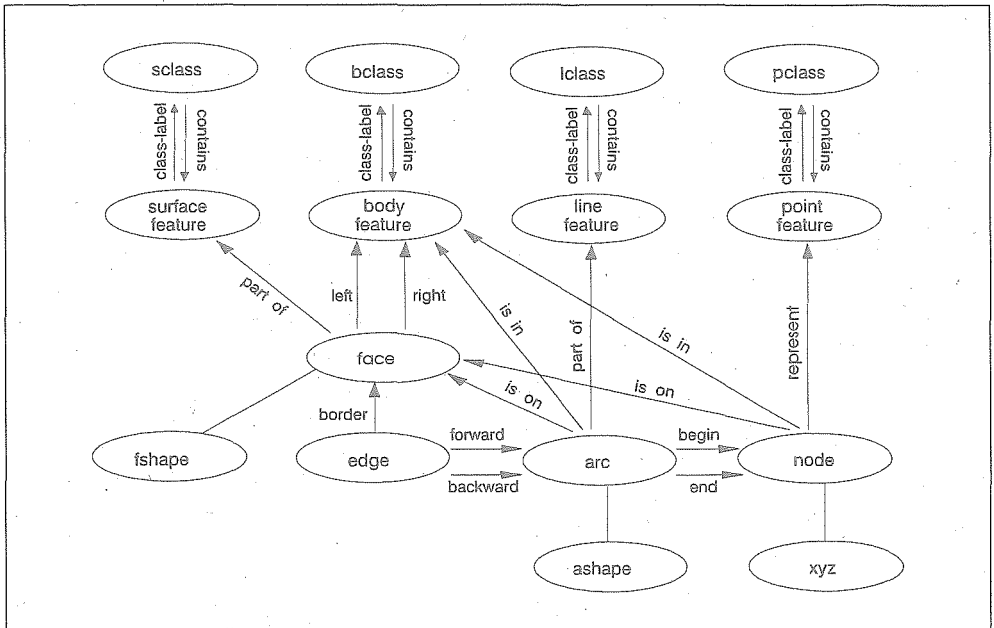 sclass
bclass
lclass
pclass
class-label
contains
class-label
contains
class-label
contains
class-label
contains
surface
feature
body
feature
line
feature
point
feature
part of
left
right
is in
part of
is in
represent
face
is on
is on
border
forward
begin
fshape
edge
arc
node
backward
end
ashape
xyz